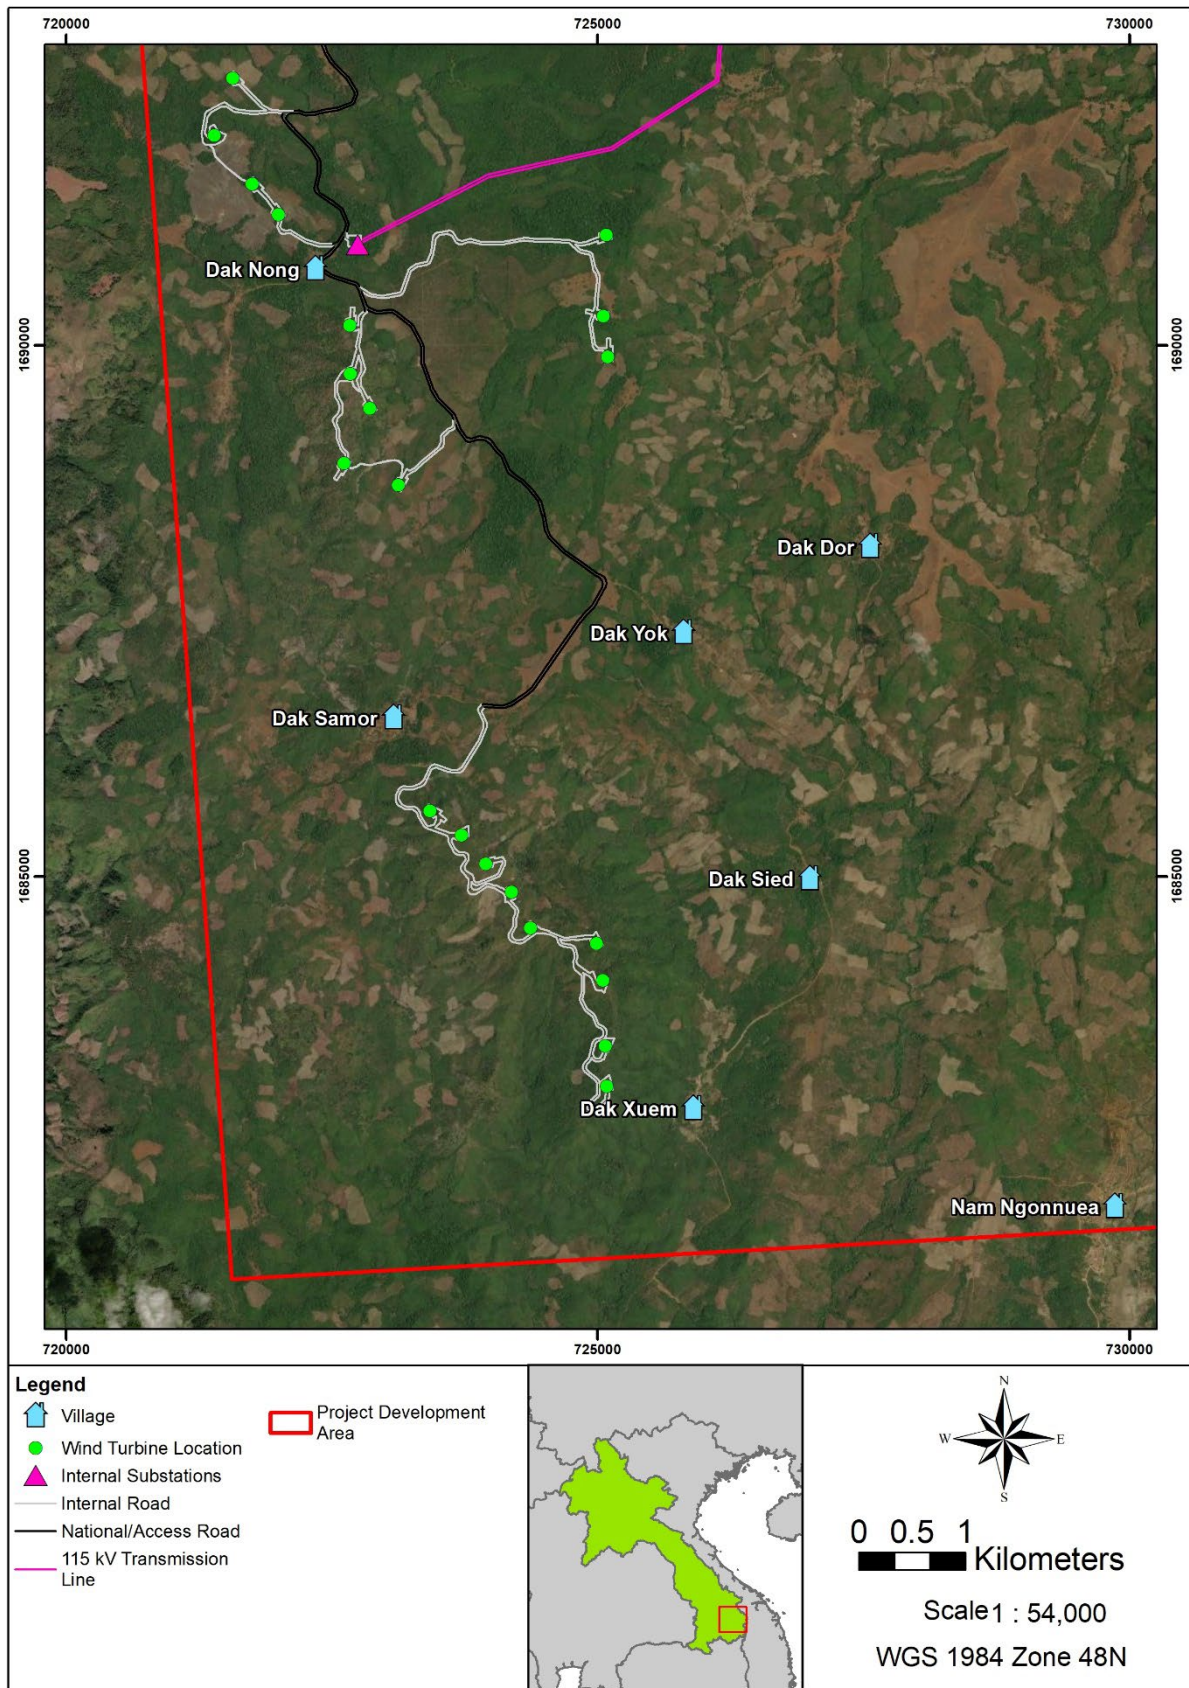 720000
725000
730000
Dak Nong
1690000
1690000
Dak Dor
Dak Yok
Dak Samor
1685000
1685000
Dak Sied
Dak Xuem
Nam Ngonnuea
720000
725000
730000
Legend
Village
Wind Turbine Location
Internal Substations
Internal Road
National/Access Road
115 kV Transmission
Line
Project Development
Area
N
W
E
S
0 0.5 1
Kilometers
Scale 1 : 54,000
WGS 1984 Zone 48N